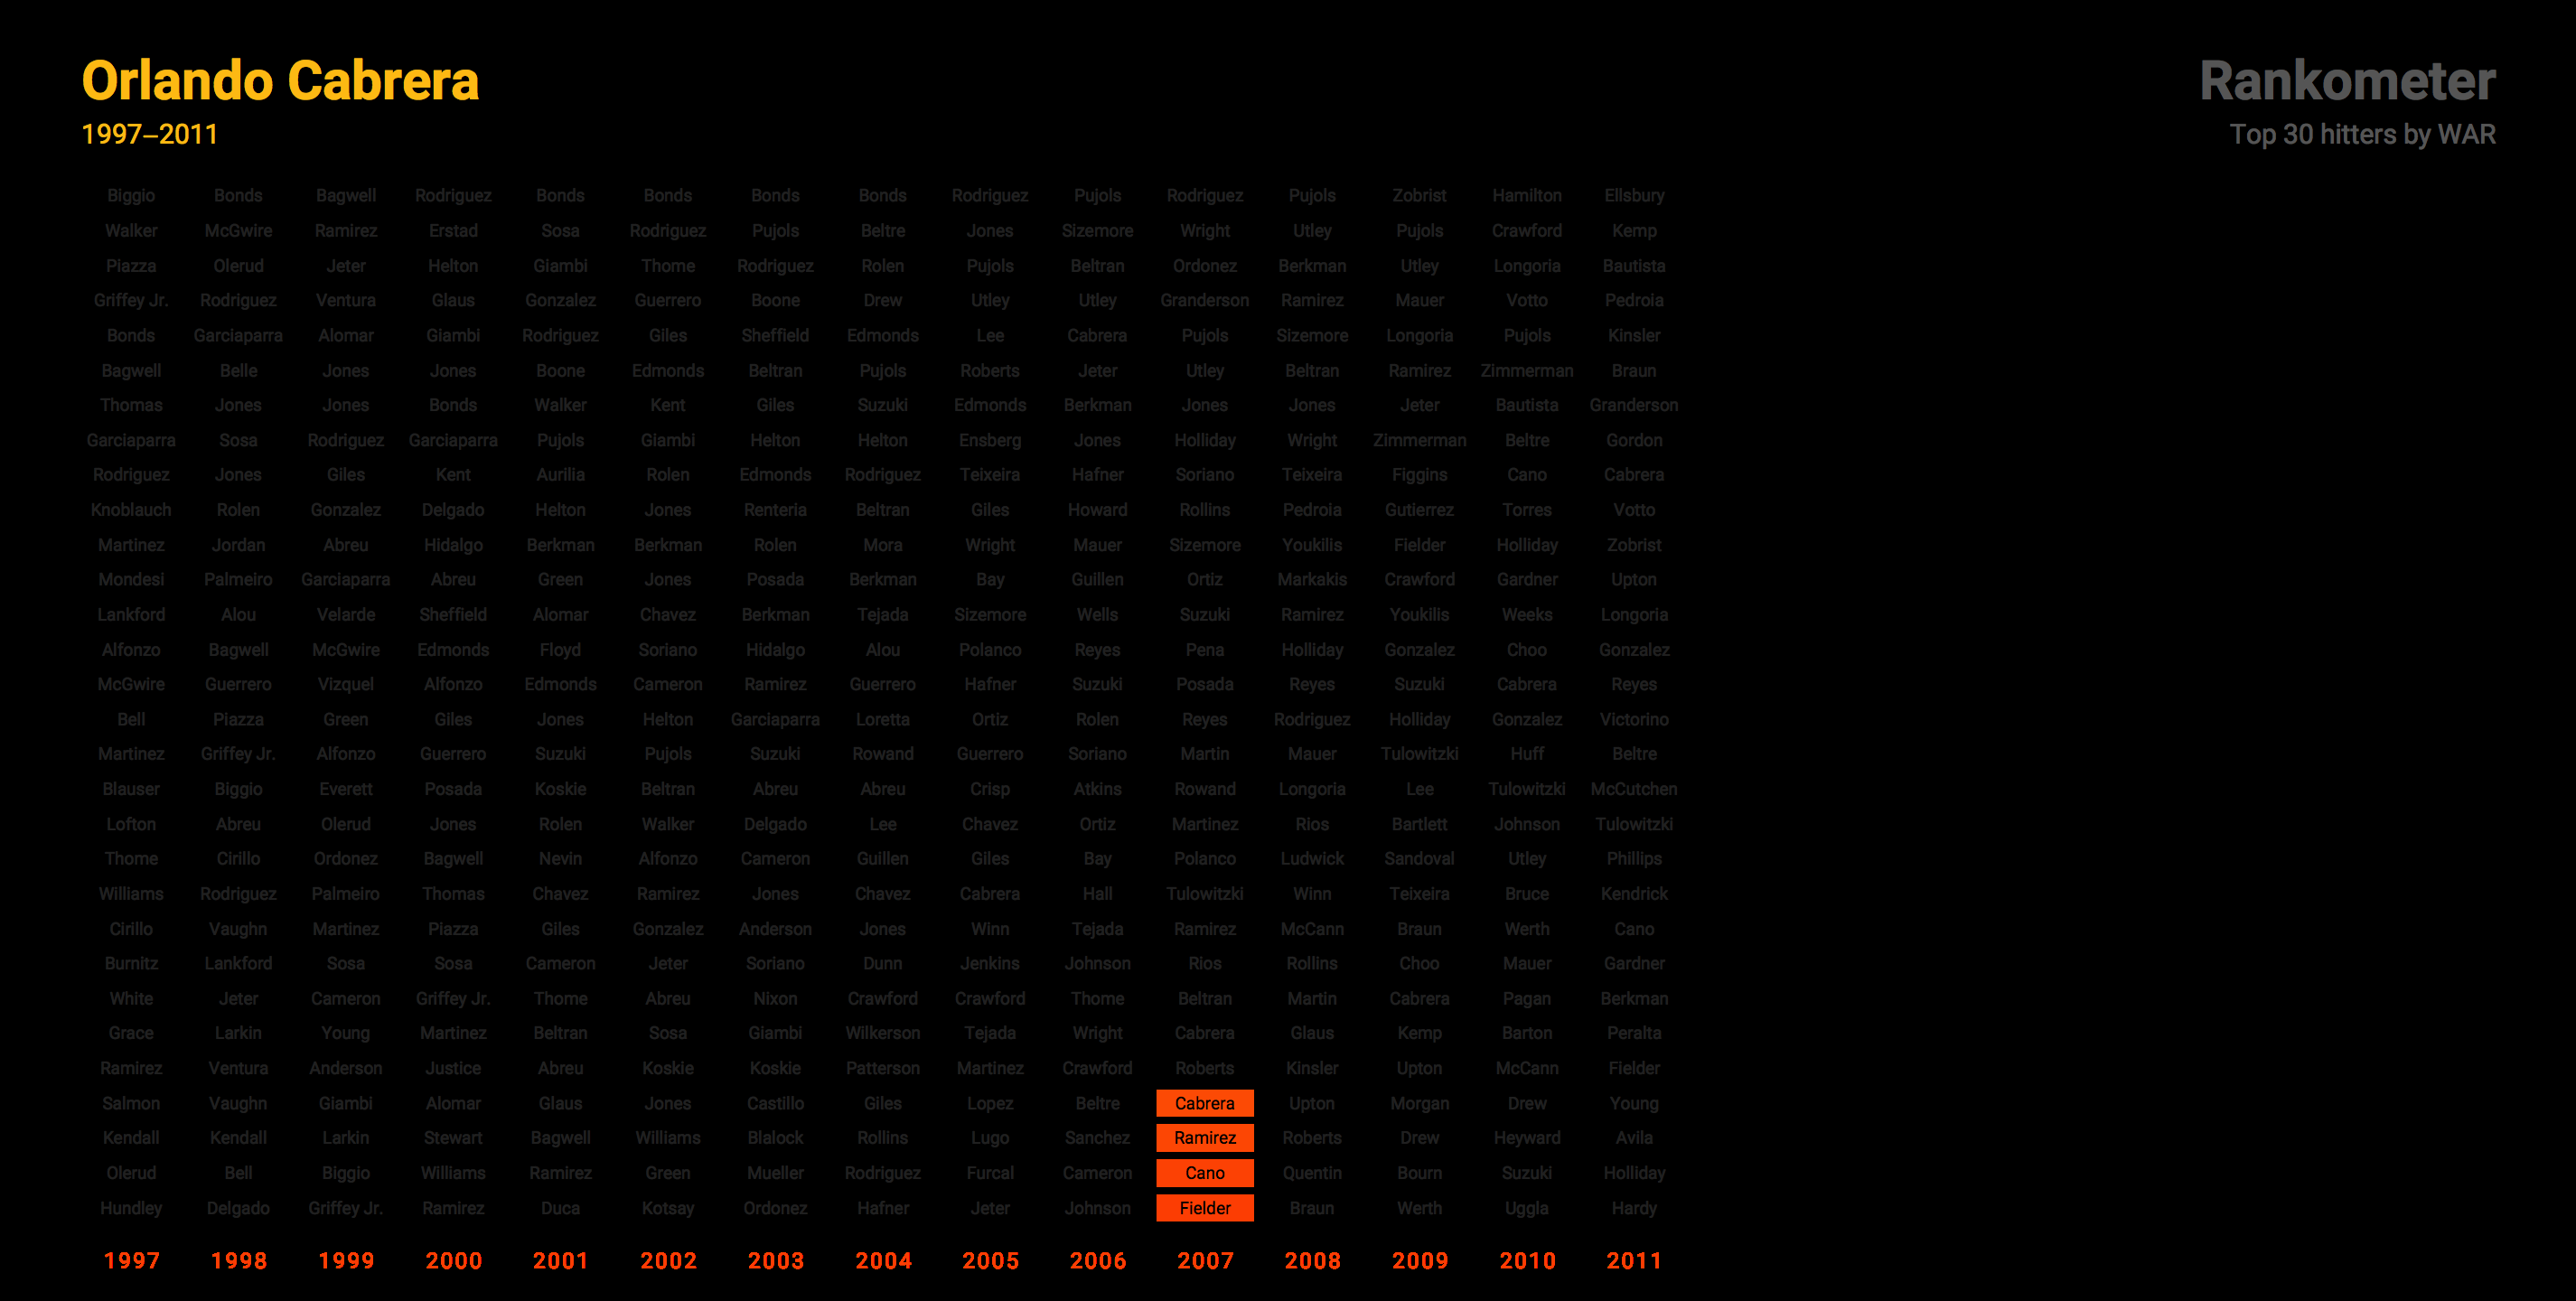 Orlando Cabrera
1997–2011
Rankometer
Top 30 hitters by WAR
Biggio Bonds Bagwell Rodriguez Bonds Bonds Bonds Bonds Rodriguez Pujols Rodriguez Pujols Zobrist Hamilton Ellsbury
Walker McGwire Ramirez Erstad Sosa Rodriguez Pujols Beltre Jones Sizemore Wright Utley Pujols Crawford Kemp
Piazza Olerud Jeter Helton Giambi Thome Rodriguez Rolen Pujols Beltran Ordonez Berkman Utley Longoria Bautista
Griffey Jr. Rodriguez Ventura Glaus Gonzalez Guerrero Boone Drew Utley Utley Granderson Ramirez Mauer Votto Pedroia
Bonds Garciaparra Alomar Giambi Rodriguez Giles Sheffield Edmonds Lee Cabrera Pujols Sizemore Longoria Pujols Kinsler
Bagwell Belle Jones Jones Boone Edmonds Beltran Pujols Roberts Jeter Utley Beltran Ramirez Zimmerman Braun
Thomas Jones Jones Bonds Walker Kent Giles Suzuki Edmonds Berkman Jones Jones Jeter Bautista Granderson
Garciaparra Sosa Rodriguez Garciaparra Pujols Giambi Helton Helton Ensberg Jones Holliday Wright Zimmerman Beltre Gordon
Rodriguez Jones Giles Kent Aurilia Rolen Edmonds Rodriguez Teixeira Hafner Soriano Teixeira Figgins Cano Cabrera
Knoblauch Rolen Gonzalez Delgado Helton Jones Renteria Beltran Giles Howard Rollins Pedroia Gutierrez Torres Votto
Martinez Jordan Abreu Hidalgo Berkman Berkman Rolen Mora Wright Mauer Sizemore Youkilis Fielder Holliday Zobrist
Mondesi Palmeiro Garciaparra Abreu Green Jones Posada Berkman Bay Guillen Ortiz Markakis Crawford Gardner Upton
Lankford Alou Velarde Sheffield Alomar Chavez Berkman Tejada Sizemore Wells Suzuki Ramirez Youkilis Weeks Longoria
Alfonzo Bagwell McGwire Edmonds Floyd Soriano Hidalgo Alou Polanco Reyes Pena Holliday Gonzalez Choo Gonzalez
McGwire Guerrero Vizquel Alfonzo Edmonds Cameron Ramirez Guerrero Hafner Suzuki Posada Reyes Suzuki Cabrera Reyes
Bell Piazza Green Giles Jones Helton Garciaparra Loretta Ortiz Rolen Reyes Rodriguez Holliday Gonzalez Victorino
Martinez Griffey Jr. Alfonzo Guerrero Suzuki Pujols Suzuki Rowand Guerrero Soriano Martin Mauer Tulowitzki Huff Beltre
Blauser Biggio Everett Posada Koskie Beltran Abreu Abreu Crisp Atkins Rowand Longoria Lee Tulowitzki McCutchen
Lofton Abreu Olerud Jones Rolen Walker Delgado Lee Chavez Ortiz Martinez Rios Bartlett Johnson Tulowitzki
Thome Cirillo Ordonez Bagwell Nevin Alfonzo Cameron Guillen Giles Bay Polanco Ludwick Sandoval Utley Phillips
Williams Rodriguez Palmeiro Thomas Chavez Ramirez Jones Chavez Cabrera Hall Tulowitzki Winn Teixeira Bruce Kendrick
Cirillo Vaughn Martinez Piazza Giles Gonzalez Anderson Jones Winn Tejada Ramirez McCann Braun Werth Cano
Burnitz Lankford Sosa Sosa Cameron Jeter Soriano Dunn Jenkins Johnson Rios Rollins Choo Mauer Gardner
White Jeter Cameron Griffey Jr. Thome Abreu Nixon Crawford Crawford Thome Beltran Martin Cabrera Pagan Berkman
Grace Larkin Young Martinez Beltran Sosa Giambi Wilkerson Tejada Wright Cabrera Glaus Kemp Barton Peralta
Ramirez Ventura Anderson Justice Abreu Koskie Koskie Patterson Martinez Crawford Roberts Kinsler Upton McCann Fielder
Salmon Vaughn Giambi Alomar Glaus Jones Castillo Giles Lopez Beltre Cabrera Upton Morgan Drew Young
Kendall Kendall Larkin Stewart Bagwell Williams Blalock Rollins Lugo Sanchez Ramirez Roberts Drew Heyward Avila
Olerud Bell Biggio Williams Ramirez Green Mueller Rodriguez Furcal Cameron Cano Quentin Bourn Suzuki Holliday
Hundley Delgado Griffey Jr. Ramirez Duca Kotsay Ordonez Hafner Jeter Johnson Fielder Braun Werth Uggla Hardy
1997 1998 1999 2000 2001 2002 2003 2004 2005 2006 2007 2008 2009 2010 2011